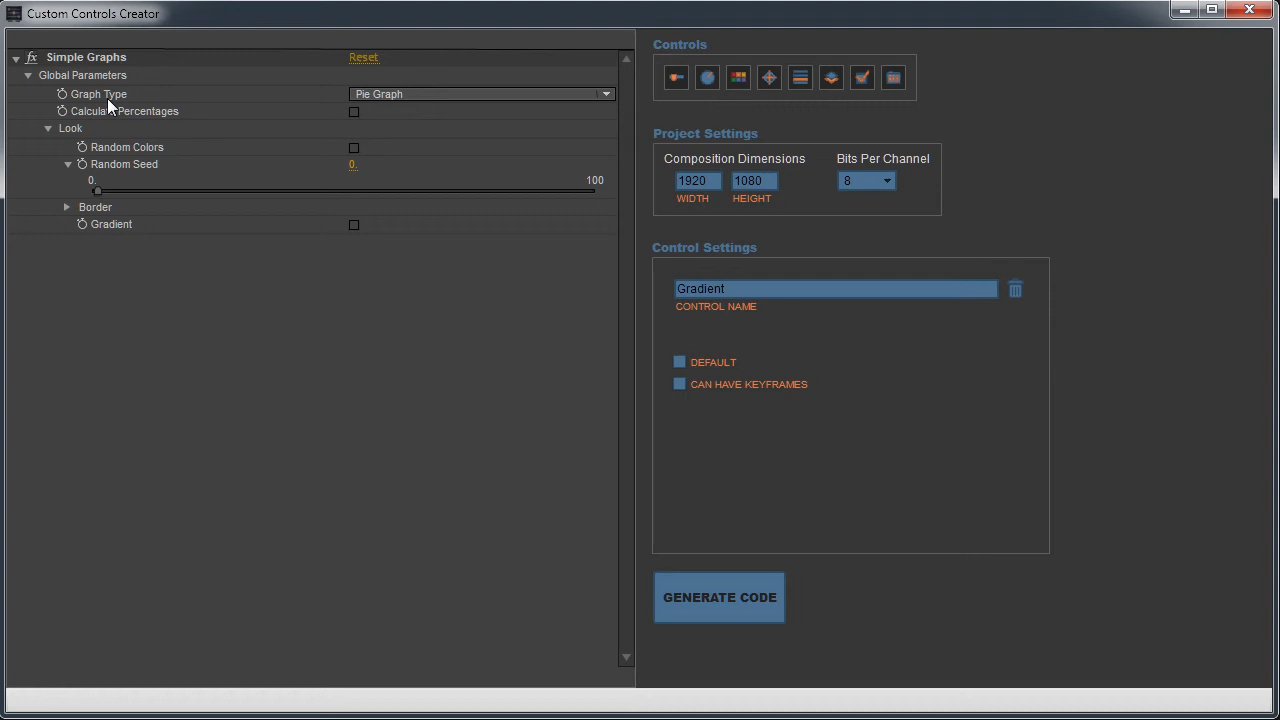 Custom Controls Creator
fx Simple Graphs Reset
Global Parameters
Graph Type Pie Graph
Calculate Percentages
Look
Random Colors
Random Seed 0.
0. 100
Border
Gradient
Controls
Project Settings
Composition Dimensions Bits Per Channel
1920 1080 8
WIDTH HEIGHT
Control Settings
Gradient
CONTROL NAME
DEFAULT
CAN HAVE KEYFRAMES
GENERATE CODE